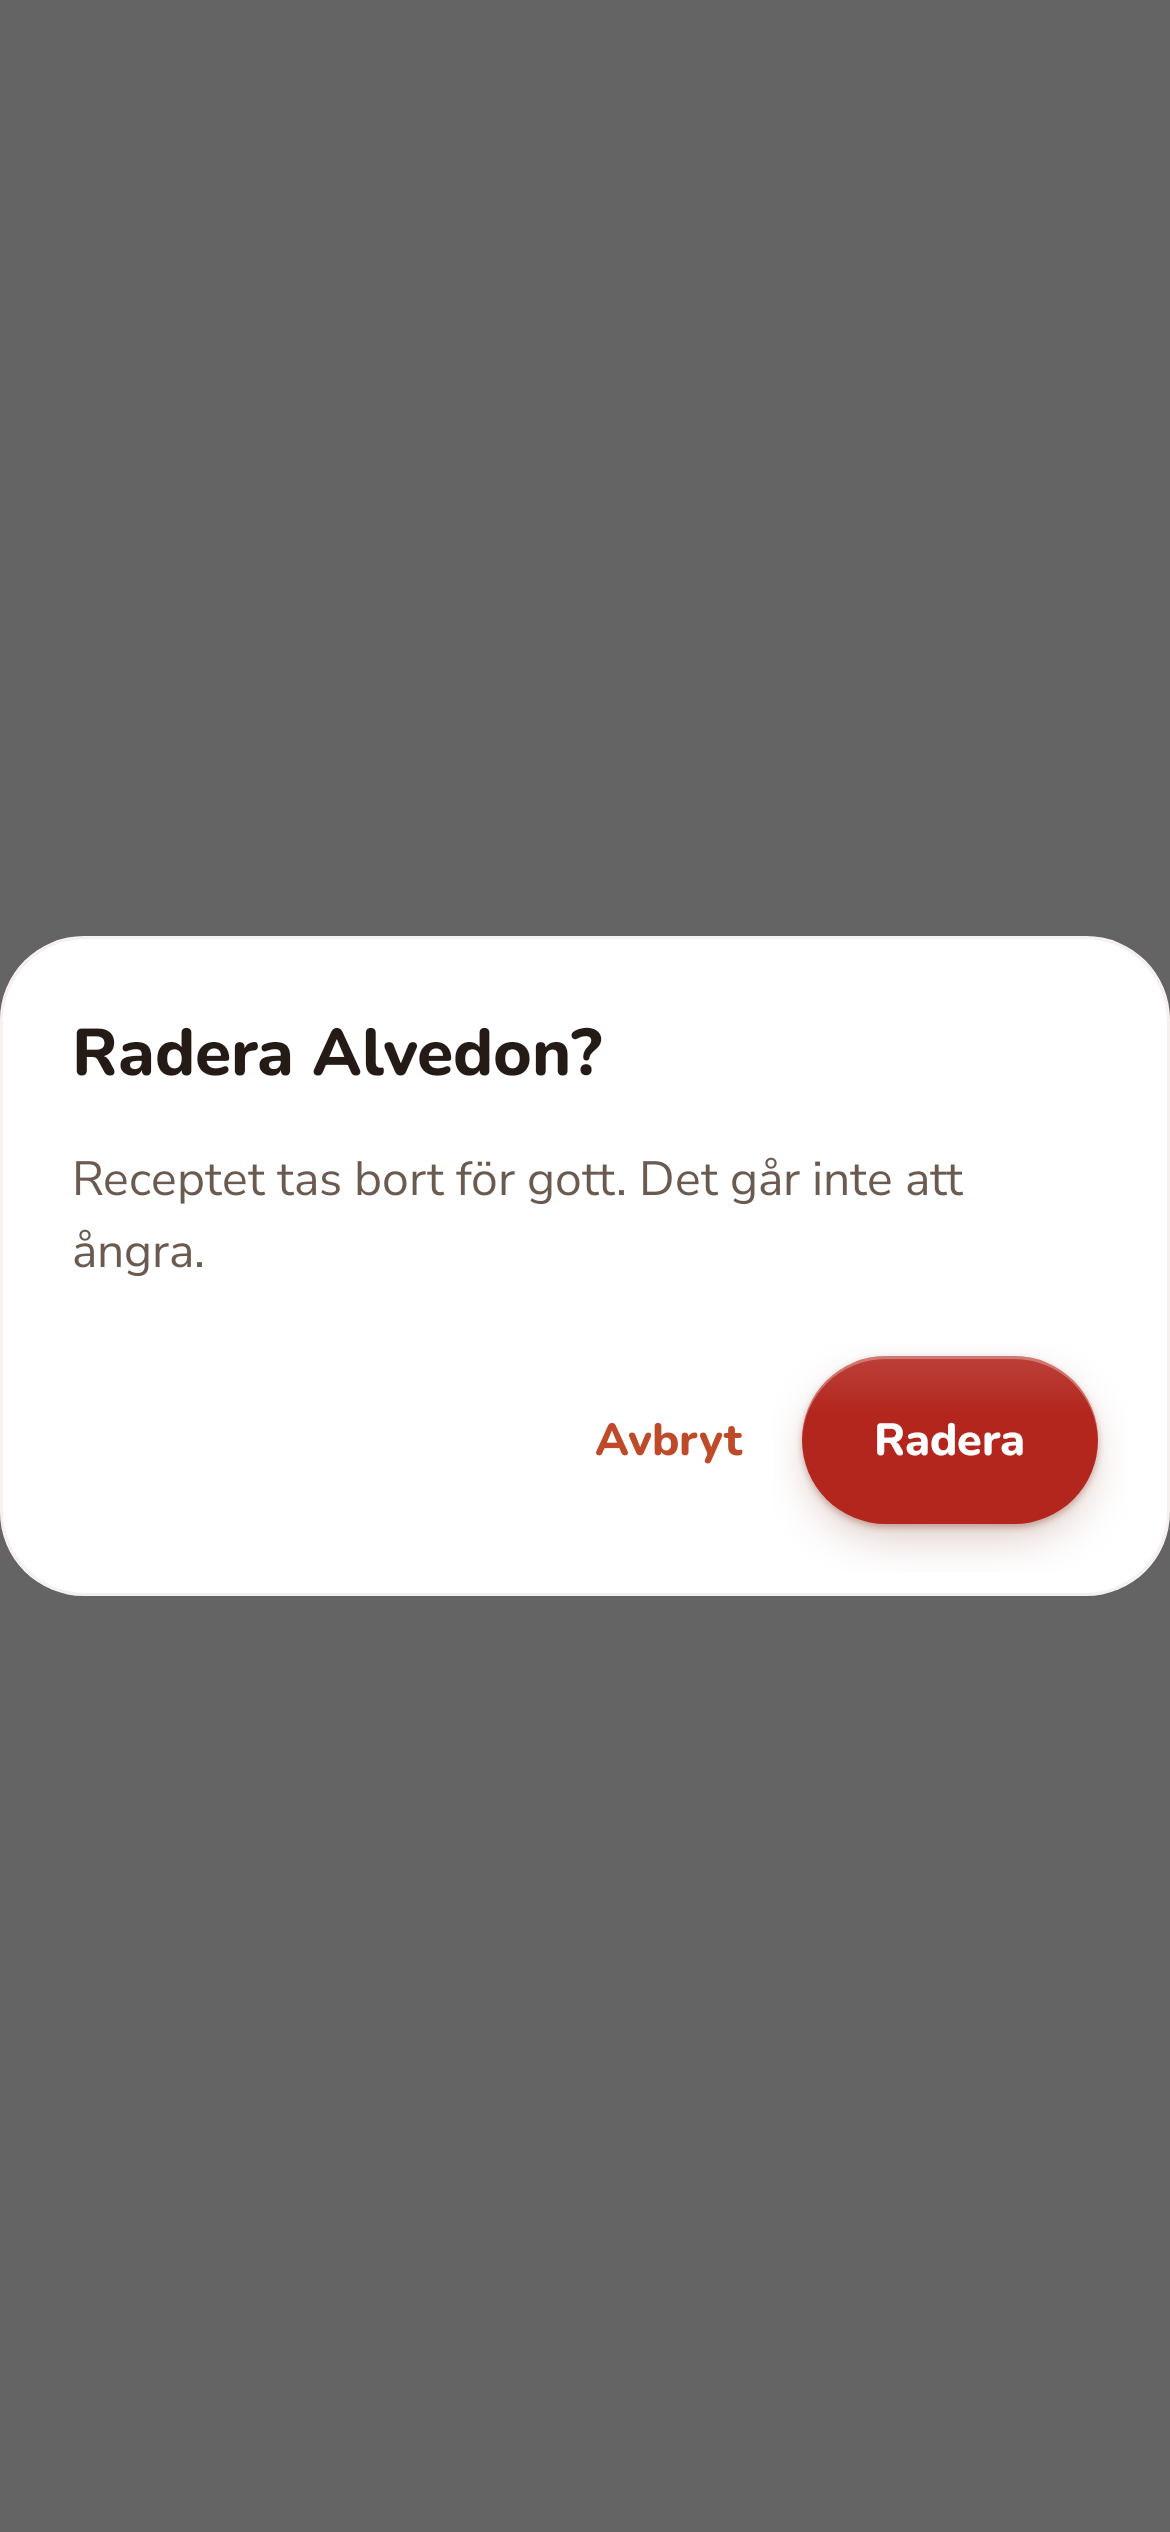 Radera Alvedon?
Receptet tas bort för gott. Det går inte att
ångra.
Avbryt
Radera